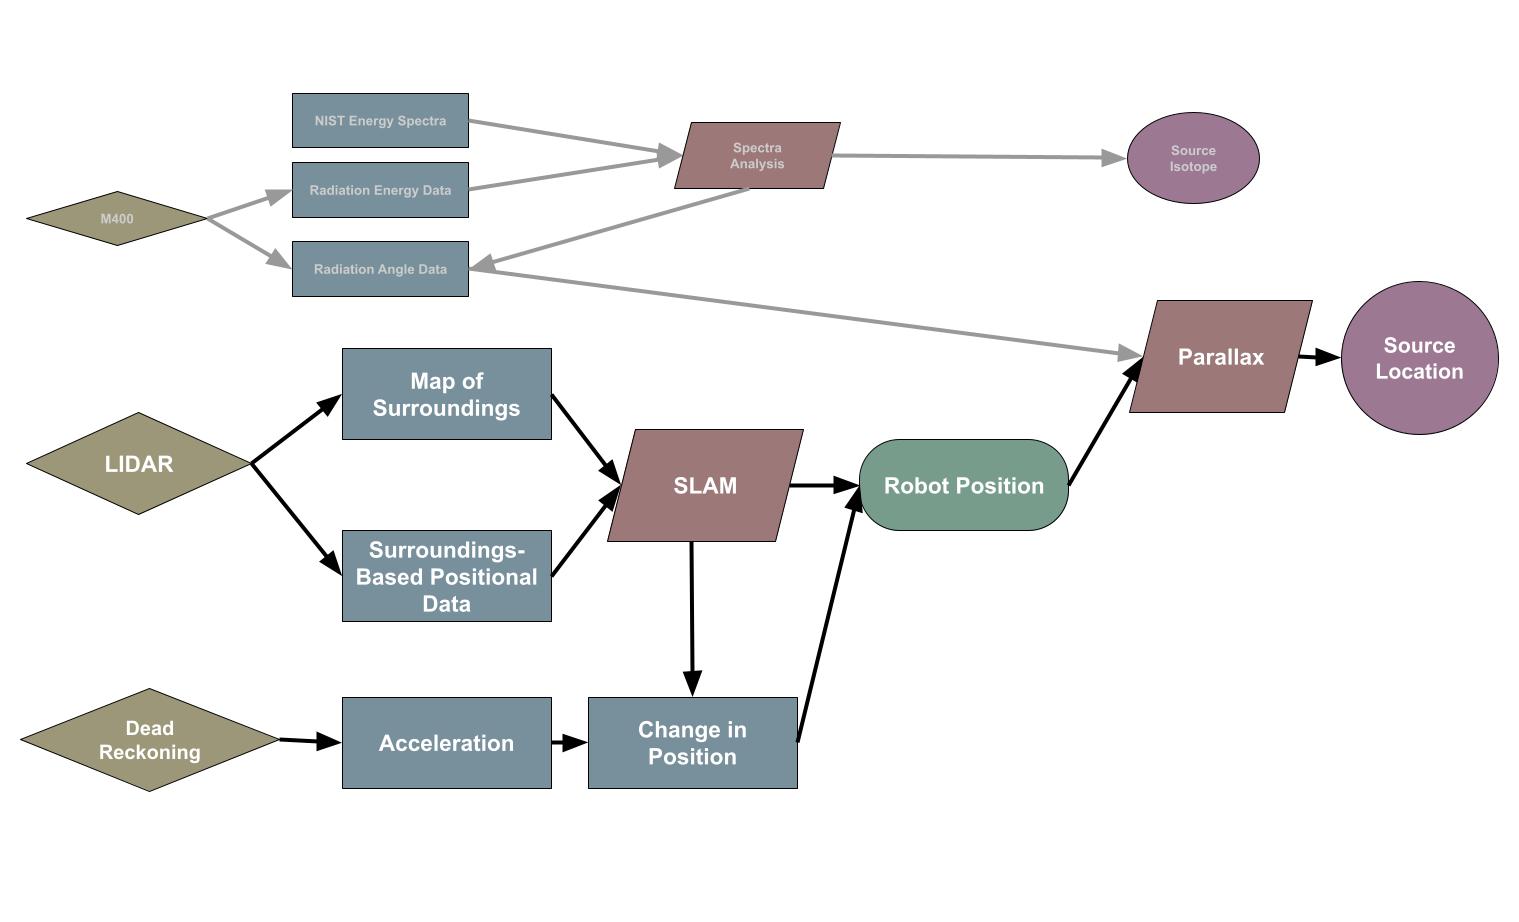 NIST Energy Spectra
Spectra
Analysis
Source
Isotope
Radiation Energy Data
M400
Radiation Angle Data
Parallax
Source
Location
Map of
Surroundings
LIDAR
SLAM
Robot Position
Surroundings-
Based Positional
Data
Dead
Reckoning
Acceleration
Change in
Position